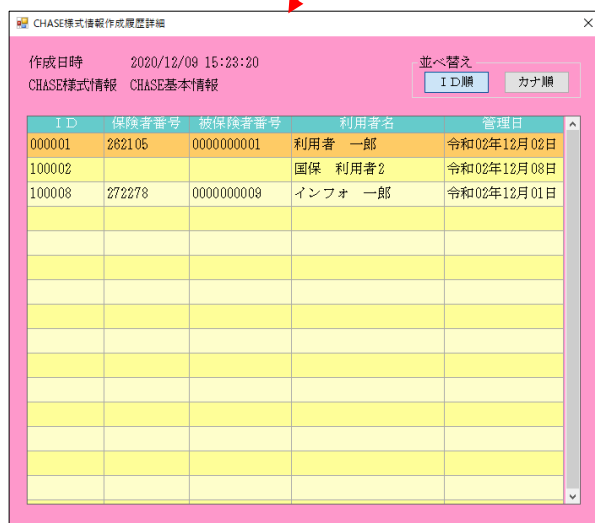 CHASE様式情報作成履歴詳細
作成日時 2020/12/09 15:23:20
CHASE様式情報 CHASE基本情報
並べ替え
ID順 カナ順
ID 保険者番号 被保険者番号 利用者名 管理日
000001 262105 0000000001 利用者 一郎 令和02年12月02日
100002 国保 利用者2 令和02年12月08日
100008 272278 0000000009 インフォ 一郎 令和02年12月01日